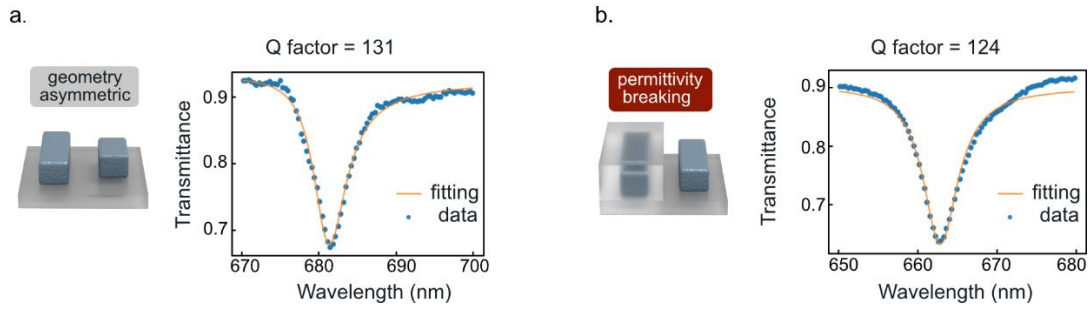 a.
Q factor = 131
geometry
asymmetric
Transmittance
0.9
0.8
0.7
fitting
data
670
680
690
700
Wavelength (nm)
b.
Q factor = 124
permittivity
breaking
Transmittance
0.9
0.8
0.7
fitting
data
650
660
670
680
Wavelength (nm)